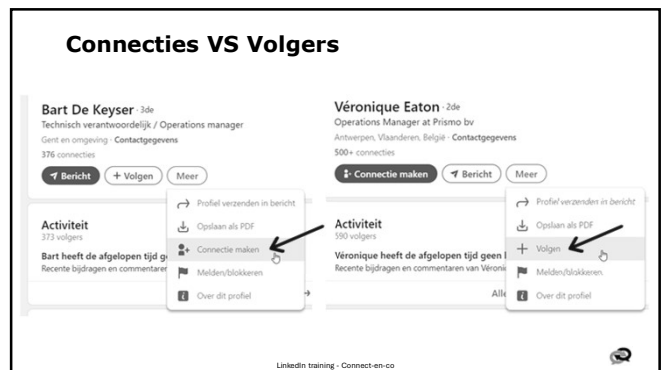 Connecties VS Volgers
Bart De Keyser · 3de
Technisch verantwoordelijk / Operations manager
Gent en omgeving · Contactgegevens
376 connecties
Bericht
+ Volgen
Meer
Profiel verzenden in bericht
Opslaan als PDF
Connectie maken
Melden/blokkeren
Over dit profiel
Activiteit
373 volgers
Bart heeft de afgelopen tijd g
Recente bijdragen en commentaren
Véronique Eaton · 2de
Operations Manager at Prismo bv
Antwerpen, Vlaanderen, België · Contactgegevens
500+ connecties
Connectie maken
Bericht
Meer
Profiel verzenden in bericht
Opslaan als PDF
Volgen
Melden/blokkeren
Over dit profiel
Activiteit
590 volgers
Véronique heeft de afgelopen tijd geen
Recente bijdragen en commentaren van Véroni
Alle
LinkedIn training - Connect-en-co